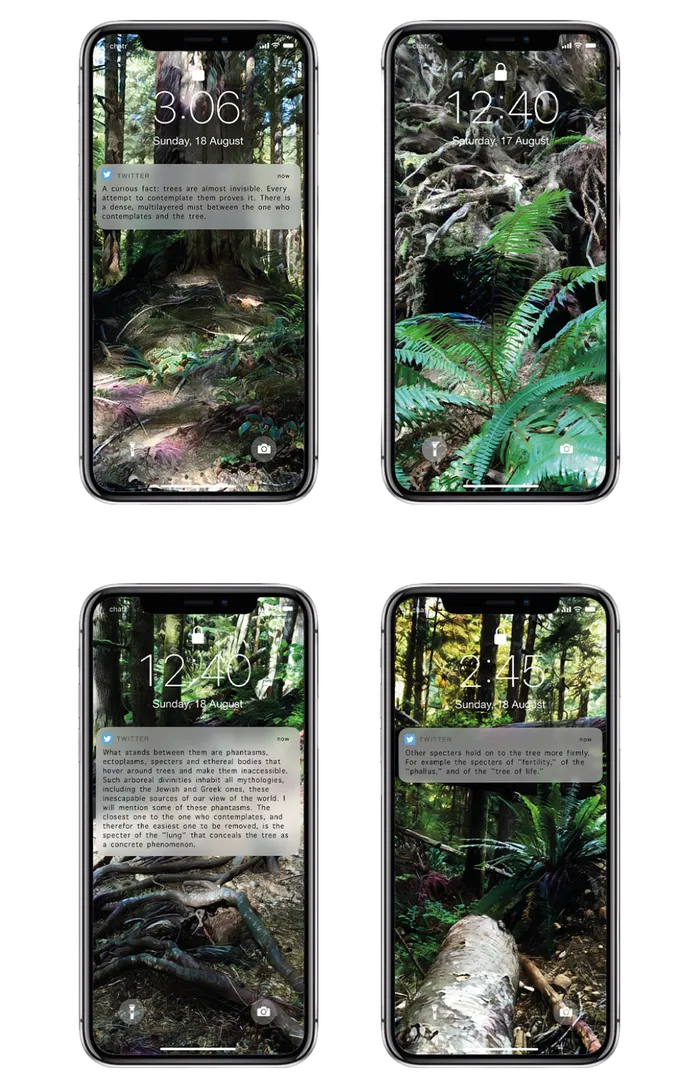 chatr
3:06
Sunday, 18 August
TWITTER
now
A curious fact: trees are almost invisible. Every
attempt to contemplate them proves it. There is
a dense, multilayered mist between the one who
contemplates and the tree.
chatr
12:40
Saturday, 17 August
chatr
12:40
Sunday, 18 August
TWITTER
now
What stands between them are phantasms,
ectoplasms, specters and ethereal bodies that
hover around trees and make them inaccessible.
Such arboreal divinities inhabit all mythologies,
including the Jewish and Greek ones, these
inescapable sources of our view of the world. I
will mention some of these phantasms. The
closest one to the one who contemplates, and
therefor the easiest one to be removed, is the
specter of the "lung" that conceals the tree as
a concrete phenomenon.
chatr
2:45
Sunday, 18 August
TWITTER
now
Other specters hold on to the tree more firmly.
For example the specters of "fertility," of the
"phallus," and of the "tree of life."